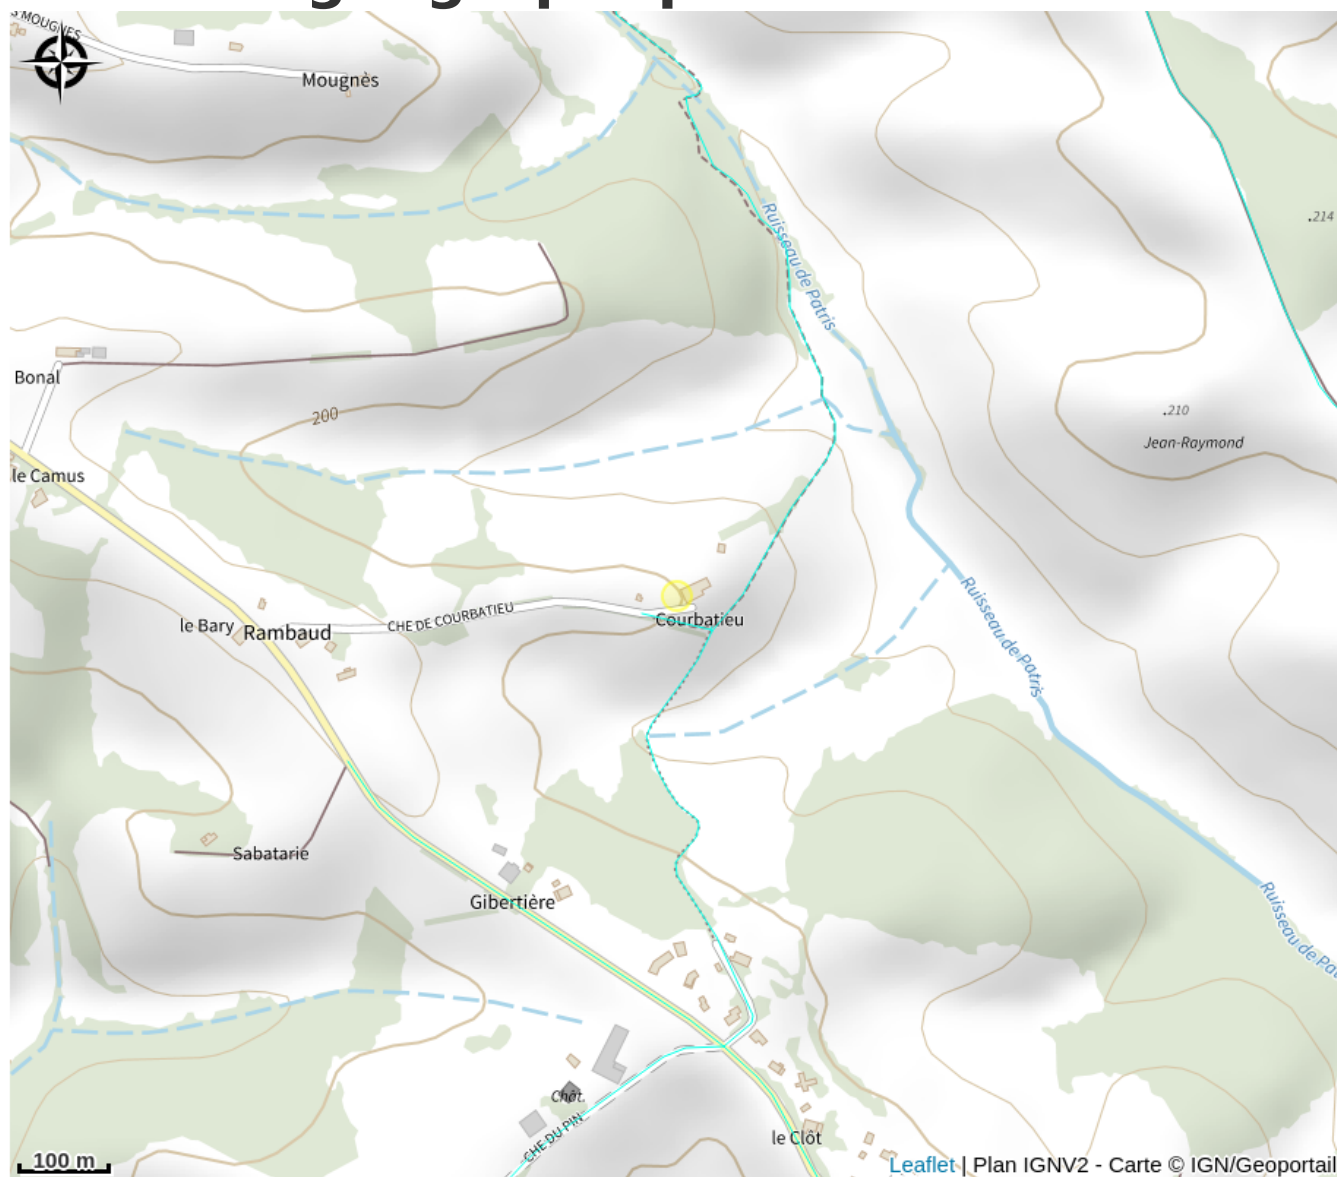 S MOUGNES
Mougnès
Ruisseau de Patris
.214
Bonal
200
.210
Jean-Raymond
le Camus
Ruisseau de Patris
CHE DE COURBATIEU
Courbatieu
le Bary
Rambaud
Sabatarie
Gibertière
Ruisseau de Pat
Chât.
CHE DU PIN
le Clôt
100 m
Leaflet | Plan IGNV2 - Carte © IGN/Geoportail